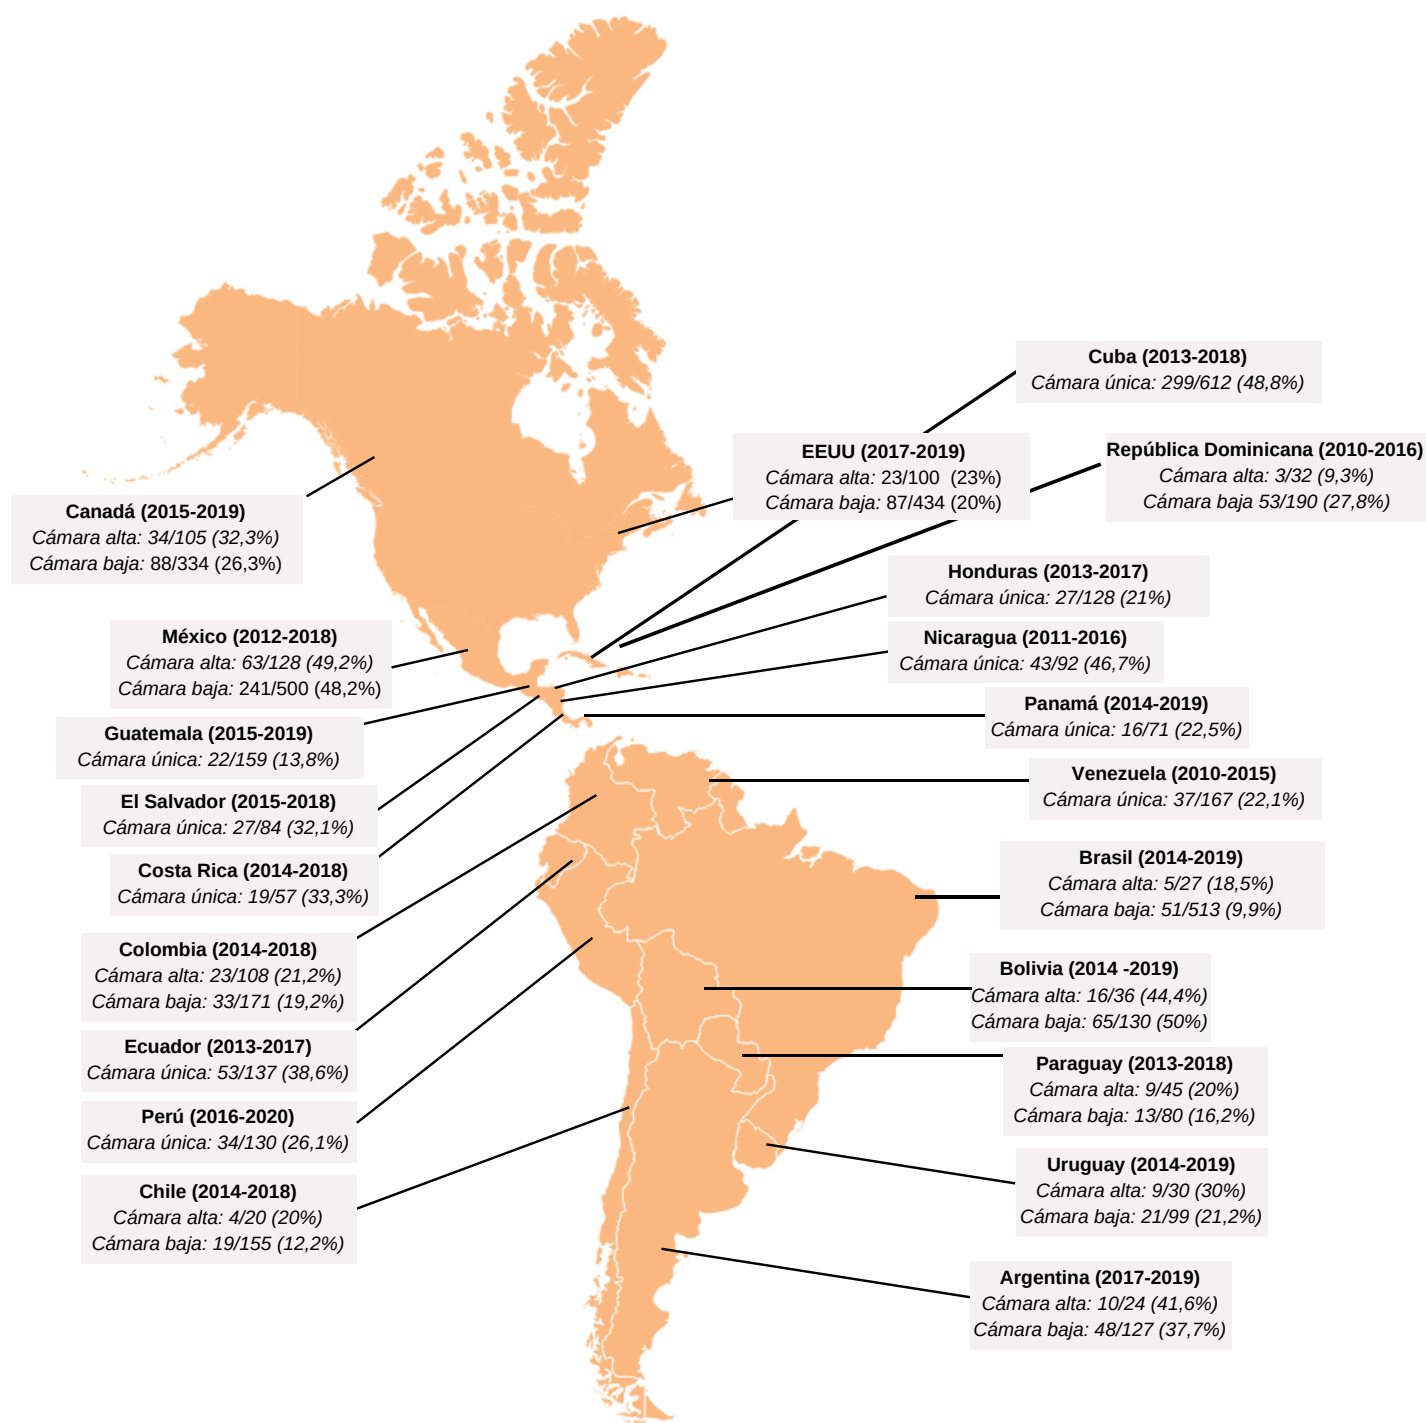 Cuba (2013-2018)
Cámara única: 299/612 (48,8%)
EEUU (2017-2019)
Cámara alta: 23/100 (23%)
Cámara baja: 87/434 (20%)
República Dominicana (2010-2016)
Cámara alta: 3/32 (9,3%)
Cámara baja 53/190 (27,8%)
Canadá (2015-2019)
Cámara alta: 34/105 (32,3%)
Cámara baja: 88/334 (26,3%)
Honduras (2013-2017)
Cámara única: 27/128 (21%)
México (2012-2018)
Cámara alta: 63/128 (49,2%)
Cámara baja: 241/500 (48,2%)
Nicaragua (2011-2016)
Cámara única: 43/92 (46,7%)
Panamá (2014-2019)
Cámara única: 16/71 (22,5%)
Guatemala (2015-2019)
Cámara única: 22/159 (13,8%)
Venezuela (2010-2015)
Cámara única: 37/167 (22,1%)
El Salvador (2015-2018)
Cámara única: 27/84 (32,1%)
Costa Rica (2014-2018)
Cámara única: 19/57 (33,3%)
Brasil (2014-2019)
Cámara alta: 5/27 (18,5%)
Cámara baja: 51/513 (9,9%)
Colombia (2014-2018)
Cámara alta: 23/108 (21,2%)
Cámara baja: 33/171 (19,2%)
Bolivia (2014 -2019)
Cámara alta: 16/36 (44,4%)
Cámara baja: 65/130 (50%)
Ecuador (2013-2017)
Cámara única: 53/137 (38,6%)
Paraguay (2013-2018)
Cámara alta: 9/45 (20%)
Cámara baja: 13/80 (16,2%)
Perú (2016-2020)
Cámara única: 34/130 (26,1%)
Uruguay (2014-2019)
Cámara alta: 9/30 (30%)
Cámara baja: 21/99 (21,2%)
Chile (2014-2018)
Cámara alta: 4/20 (20%)
Cámara baja: 19/155 (12,2%)
Argentina (2017-2019)
Cámara alta: 10/24 (41,6%)
Cámara baja: 48/127 (37,7%)